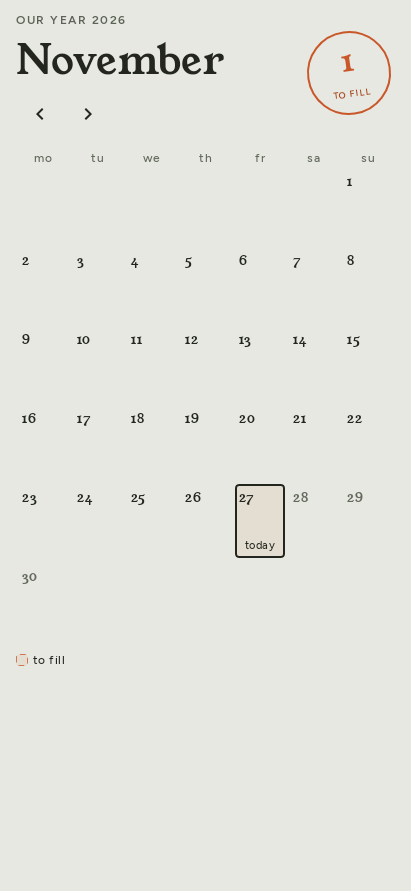 OUR YEAR 2026
November
1
TO FILL
mo tu we th fr sa su
1
2 3 4 5 6 7 8
9 10 11 12 13 14 15
16 17 18 19 20 21 22
23 24 25 26 27 28 29
today
30
to fill